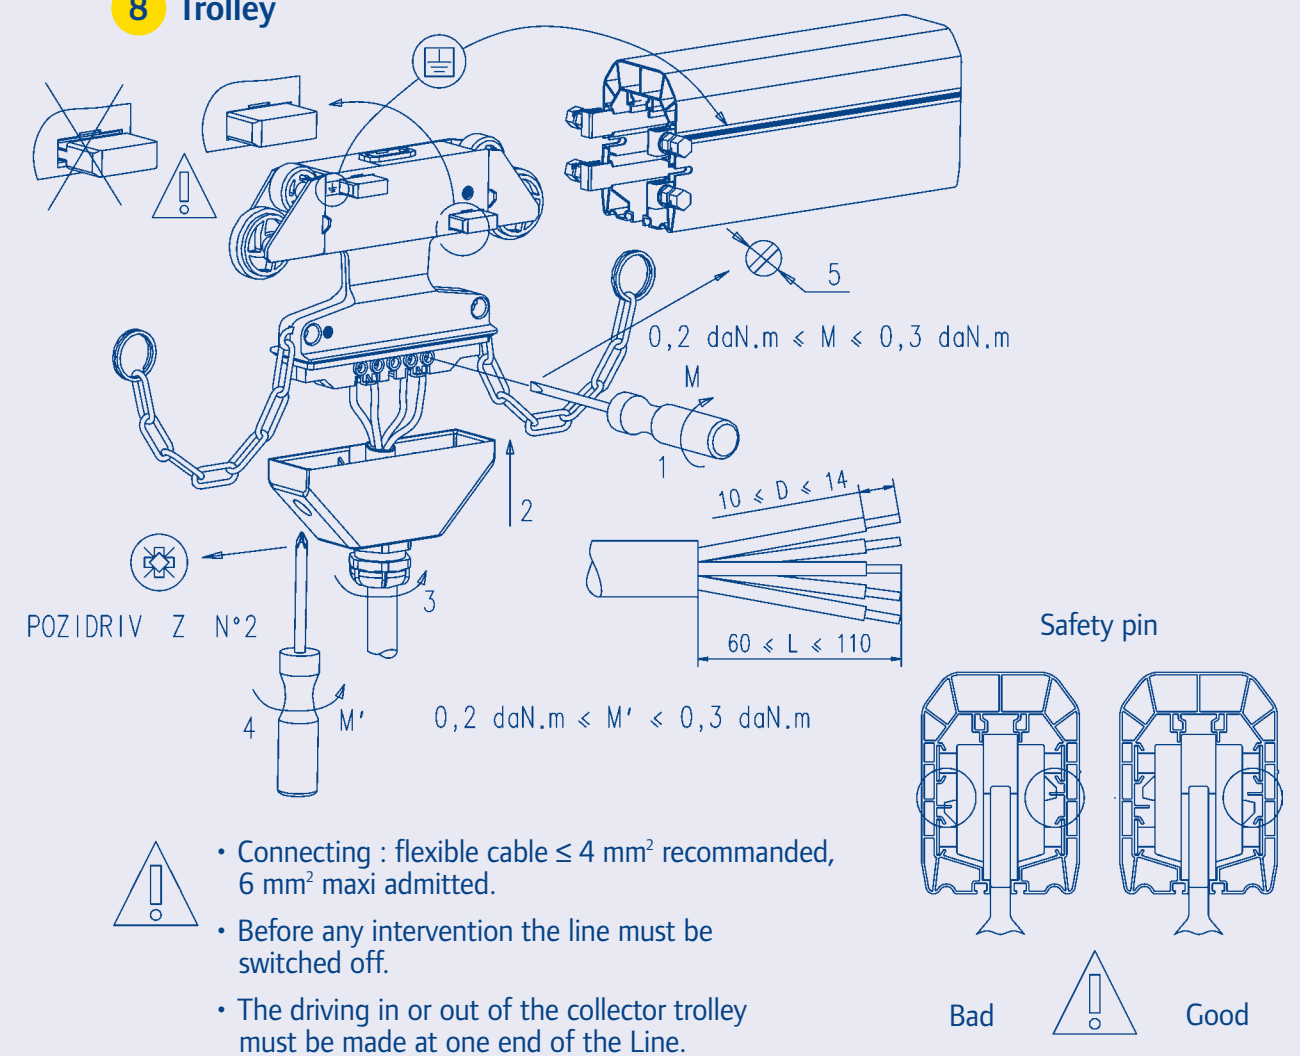 8 Trolley
5
0,2 daN.m ⩽ M ⩽ 0,3 daN.m
M
1
10 ⩽ D ⩽ 14
2
3
POZIDRIV Z N°2
60 ⩽ L ⩽ 110
Safety pin
4
M'
0,2 daN.m ⩽ M' ⩽ 0,3 daN.m
• Connecting : flexible cable ≤ 4 mm² recommanded,
6 mm² maxi admitted.
• Before any intervention the line must be
switched off.
• The driving in or out of the collector trolley
must be made at one end of the Line.
Bad
Good